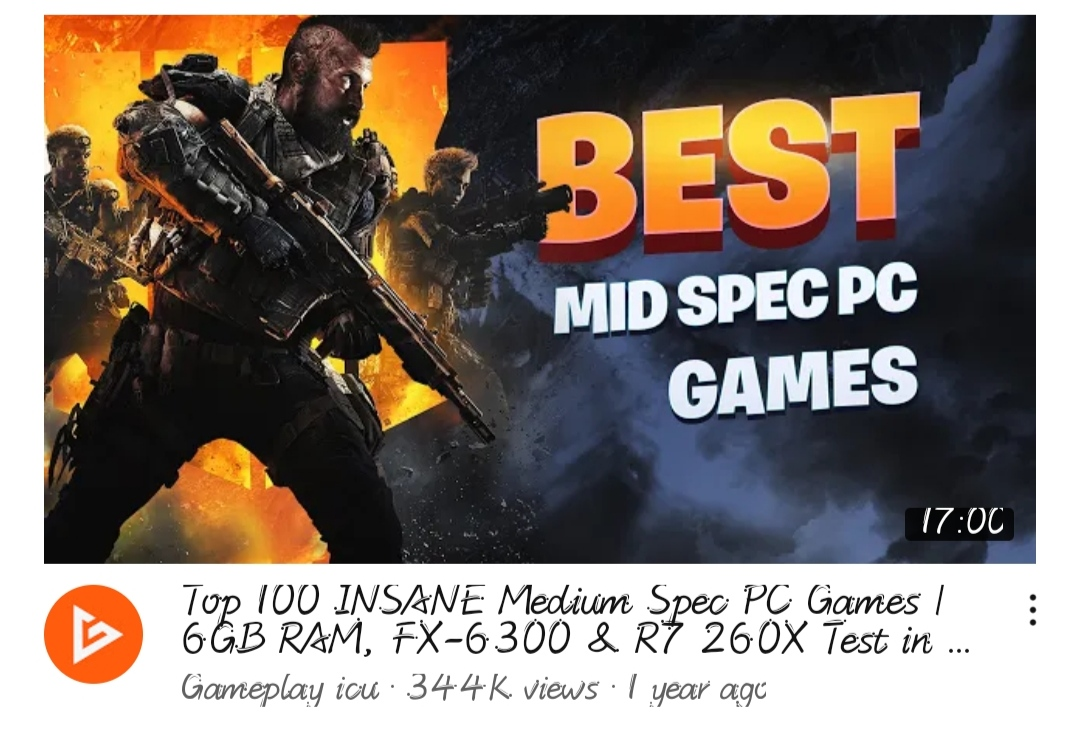 BEST
MID SPEC PC
GAMES
17:00
Top 100 INSANE Medium Spec PC Games |
6GB RAM, FX-6300 & R7 260X Test in ...
Gameplay icu · 344K views · 1 year ago